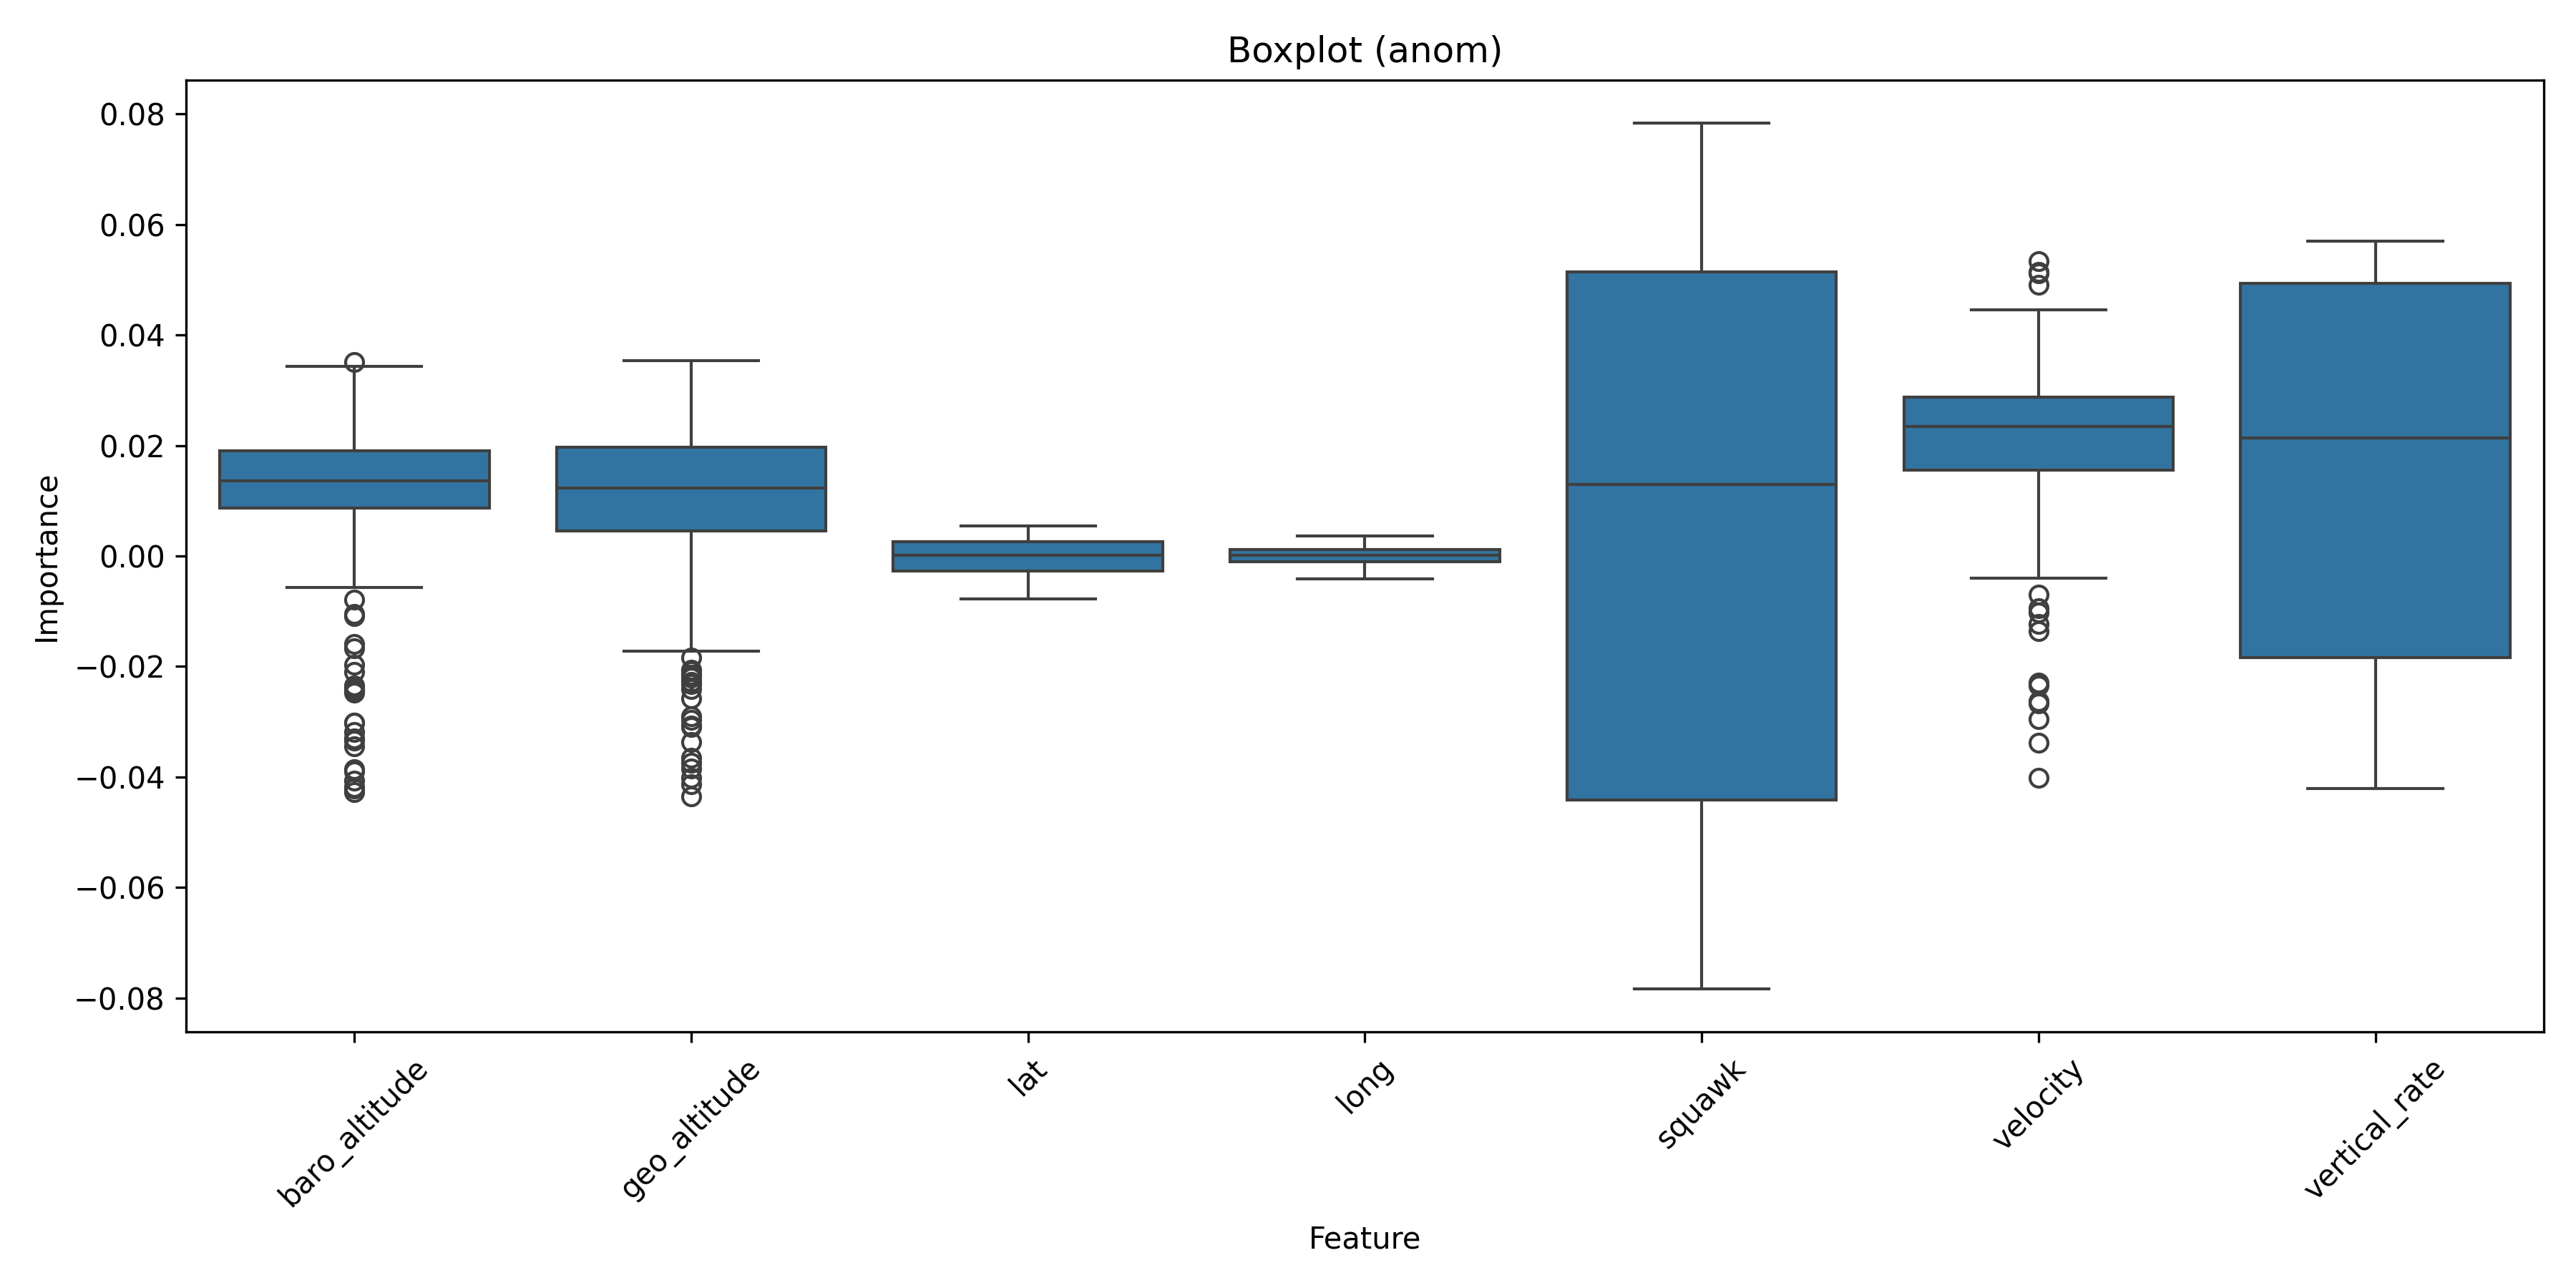 Boxplot (anom)
0.08
0.06
0.04
0.02
0.00
−0.02
−0.04
−0.06
−0.08
Importance
baro_altitude
geo_altitude
lat
long
squawk
velocity
vertical_rate
Feature